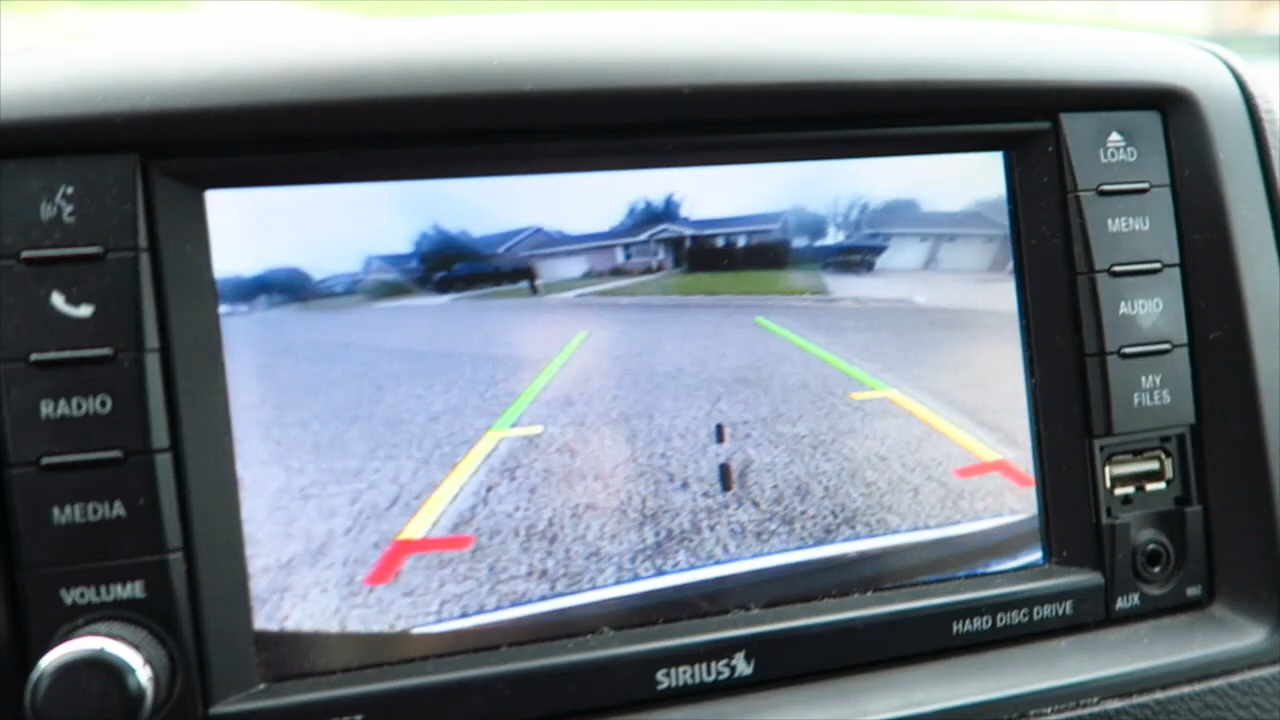 RADIO
MEDIA
VOLUME
LOAD
MENU
AUDIO
MY
FILES
AUX
HARD DISC DRIVE
SIRIUS